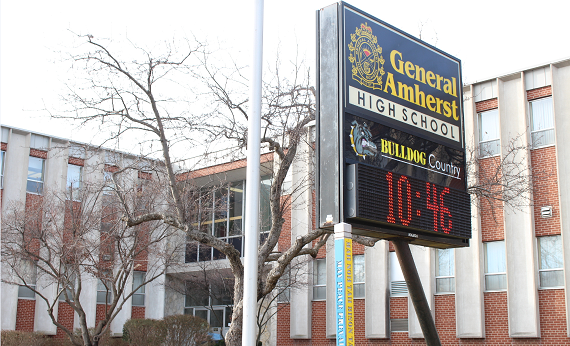 General
Amherst
HIGH SCHOOL
BULLDOG Country
10:46